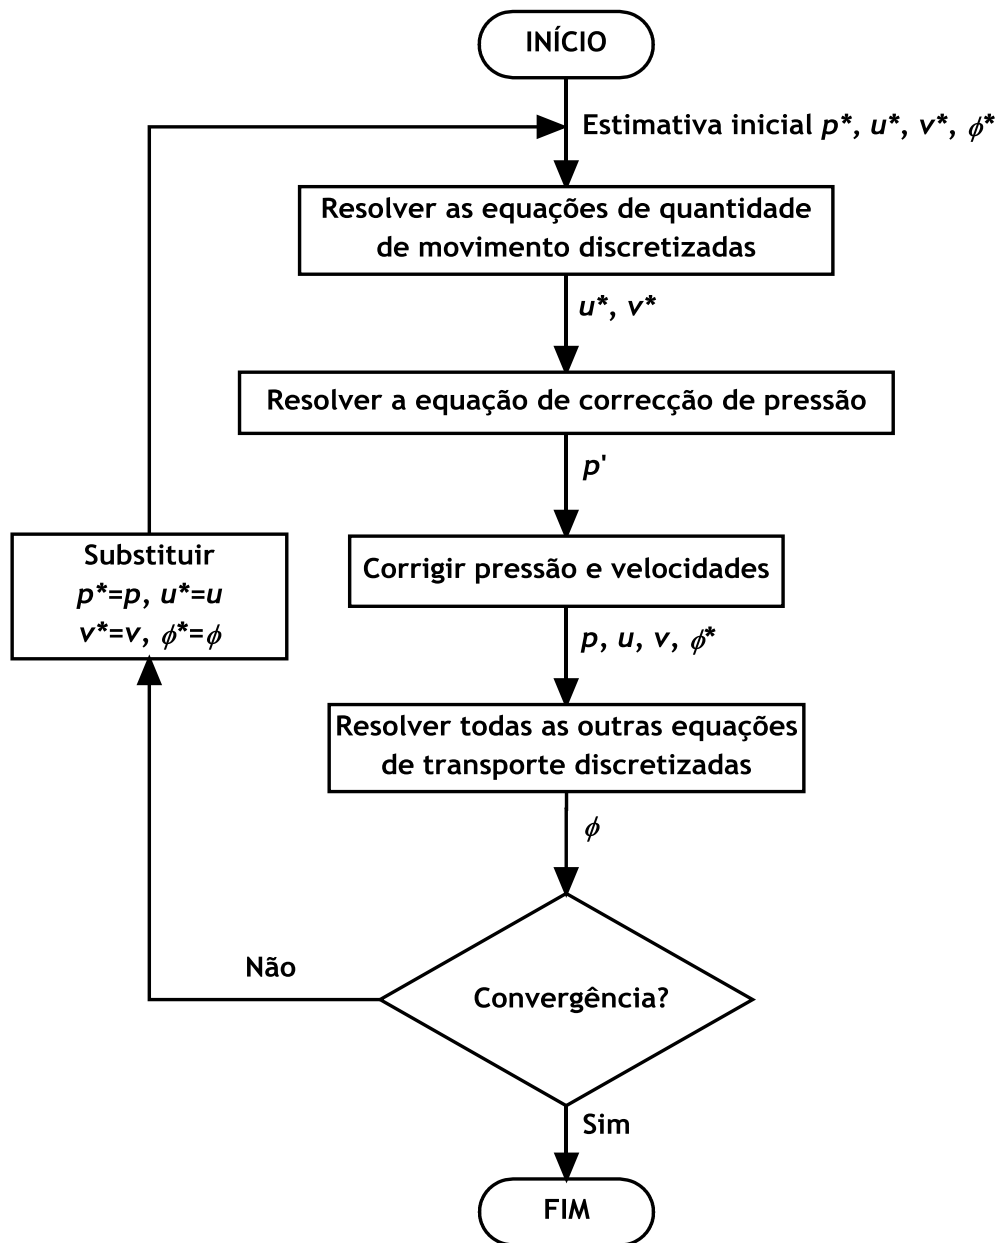 INÍCIO
Estimativa inicial p*, u*, v*, ϕ*
Resolver as equações de quantidade
de movimento discretizadas
u*, v*
Resolver a equação de correcção de pressão
p'
Corrigir pressão e velocidades
p, u, v, ϕ*
Substituir
p*=p, u*=u
v*=v, ϕ*=ϕ
Resolver todas as outras equações
de transporte discretizadas
ϕ
Convergência?
Não
Sim
FIM